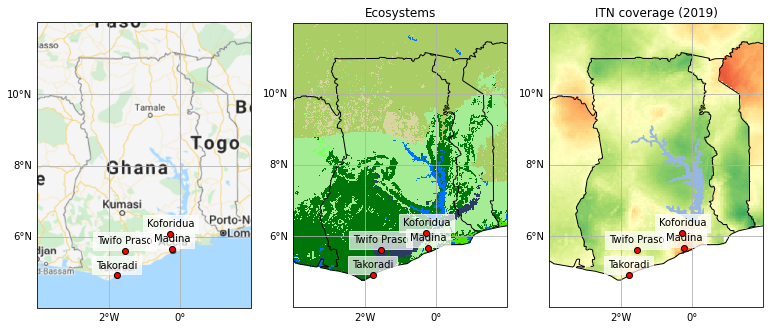 Ecosystems
ITN coverage (2019)
10°N
8°N
6°N
2°W
0°
Tamale
Togo
Ghana
Kumasi
Koforidua
Twifo Praso
Madina
Takoradi
Porto-N
Lom
Bassam
10°N
8°N
6°N
2°W
0°
Koforidua
Twifo Praso
Madina
Takoradi
10°N
8°N
6°N
2°W
0°
Koforidua
Twifo Praso
Madina
Takoradi